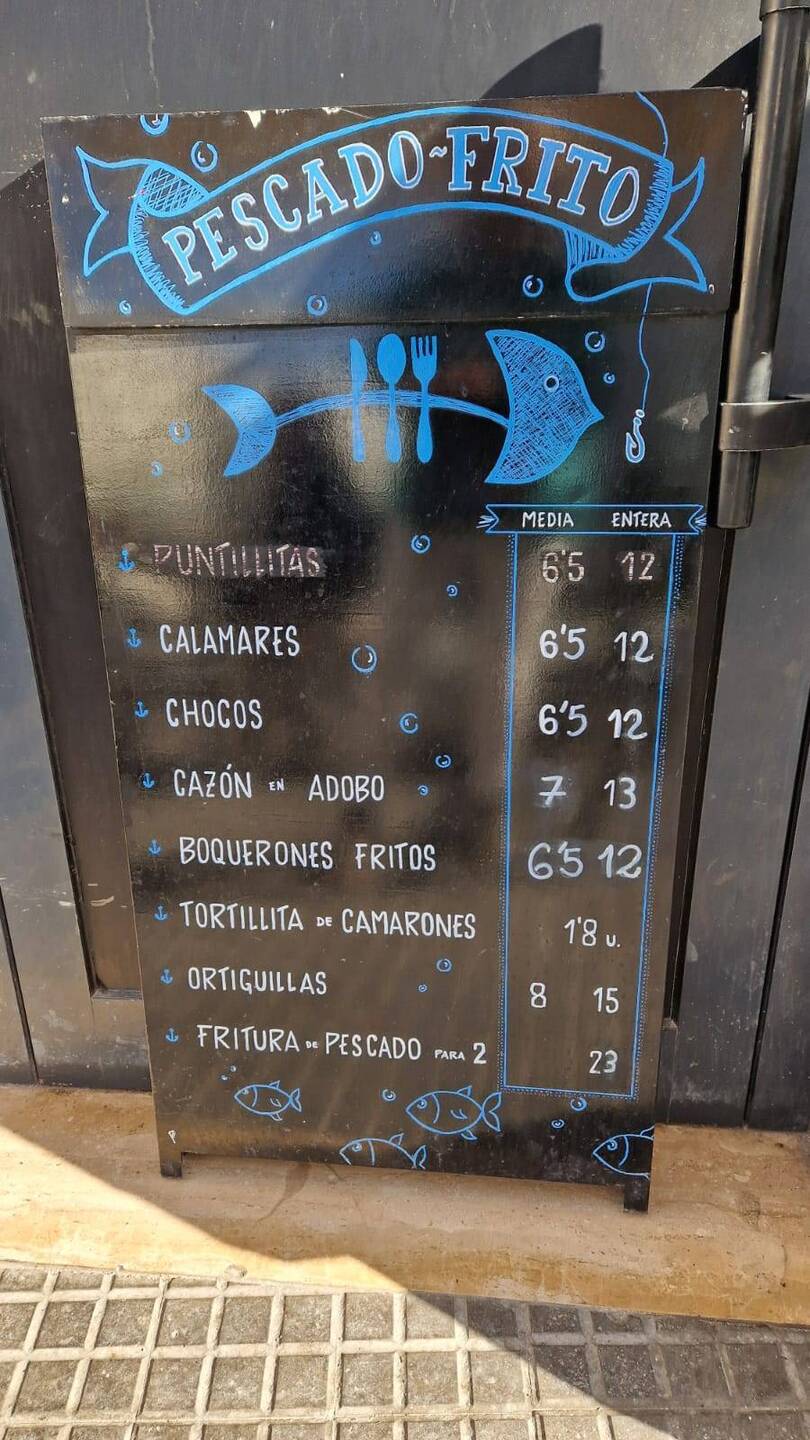 PESCADO~FRITO
MEDIA ENTERA
PUNTILLITAS 6'5 12
CALAMARES 6'5 12
CHOCOS 6'5 12
CAZÓN EN ADOBO 7 13
BOQUERONES FRITOS 6'5 12
TORTILLITA DE CAMARONES 1'8 u.
ORTIGUILLAS 8 15
FRITURA DE PESCADO PARA 2 23